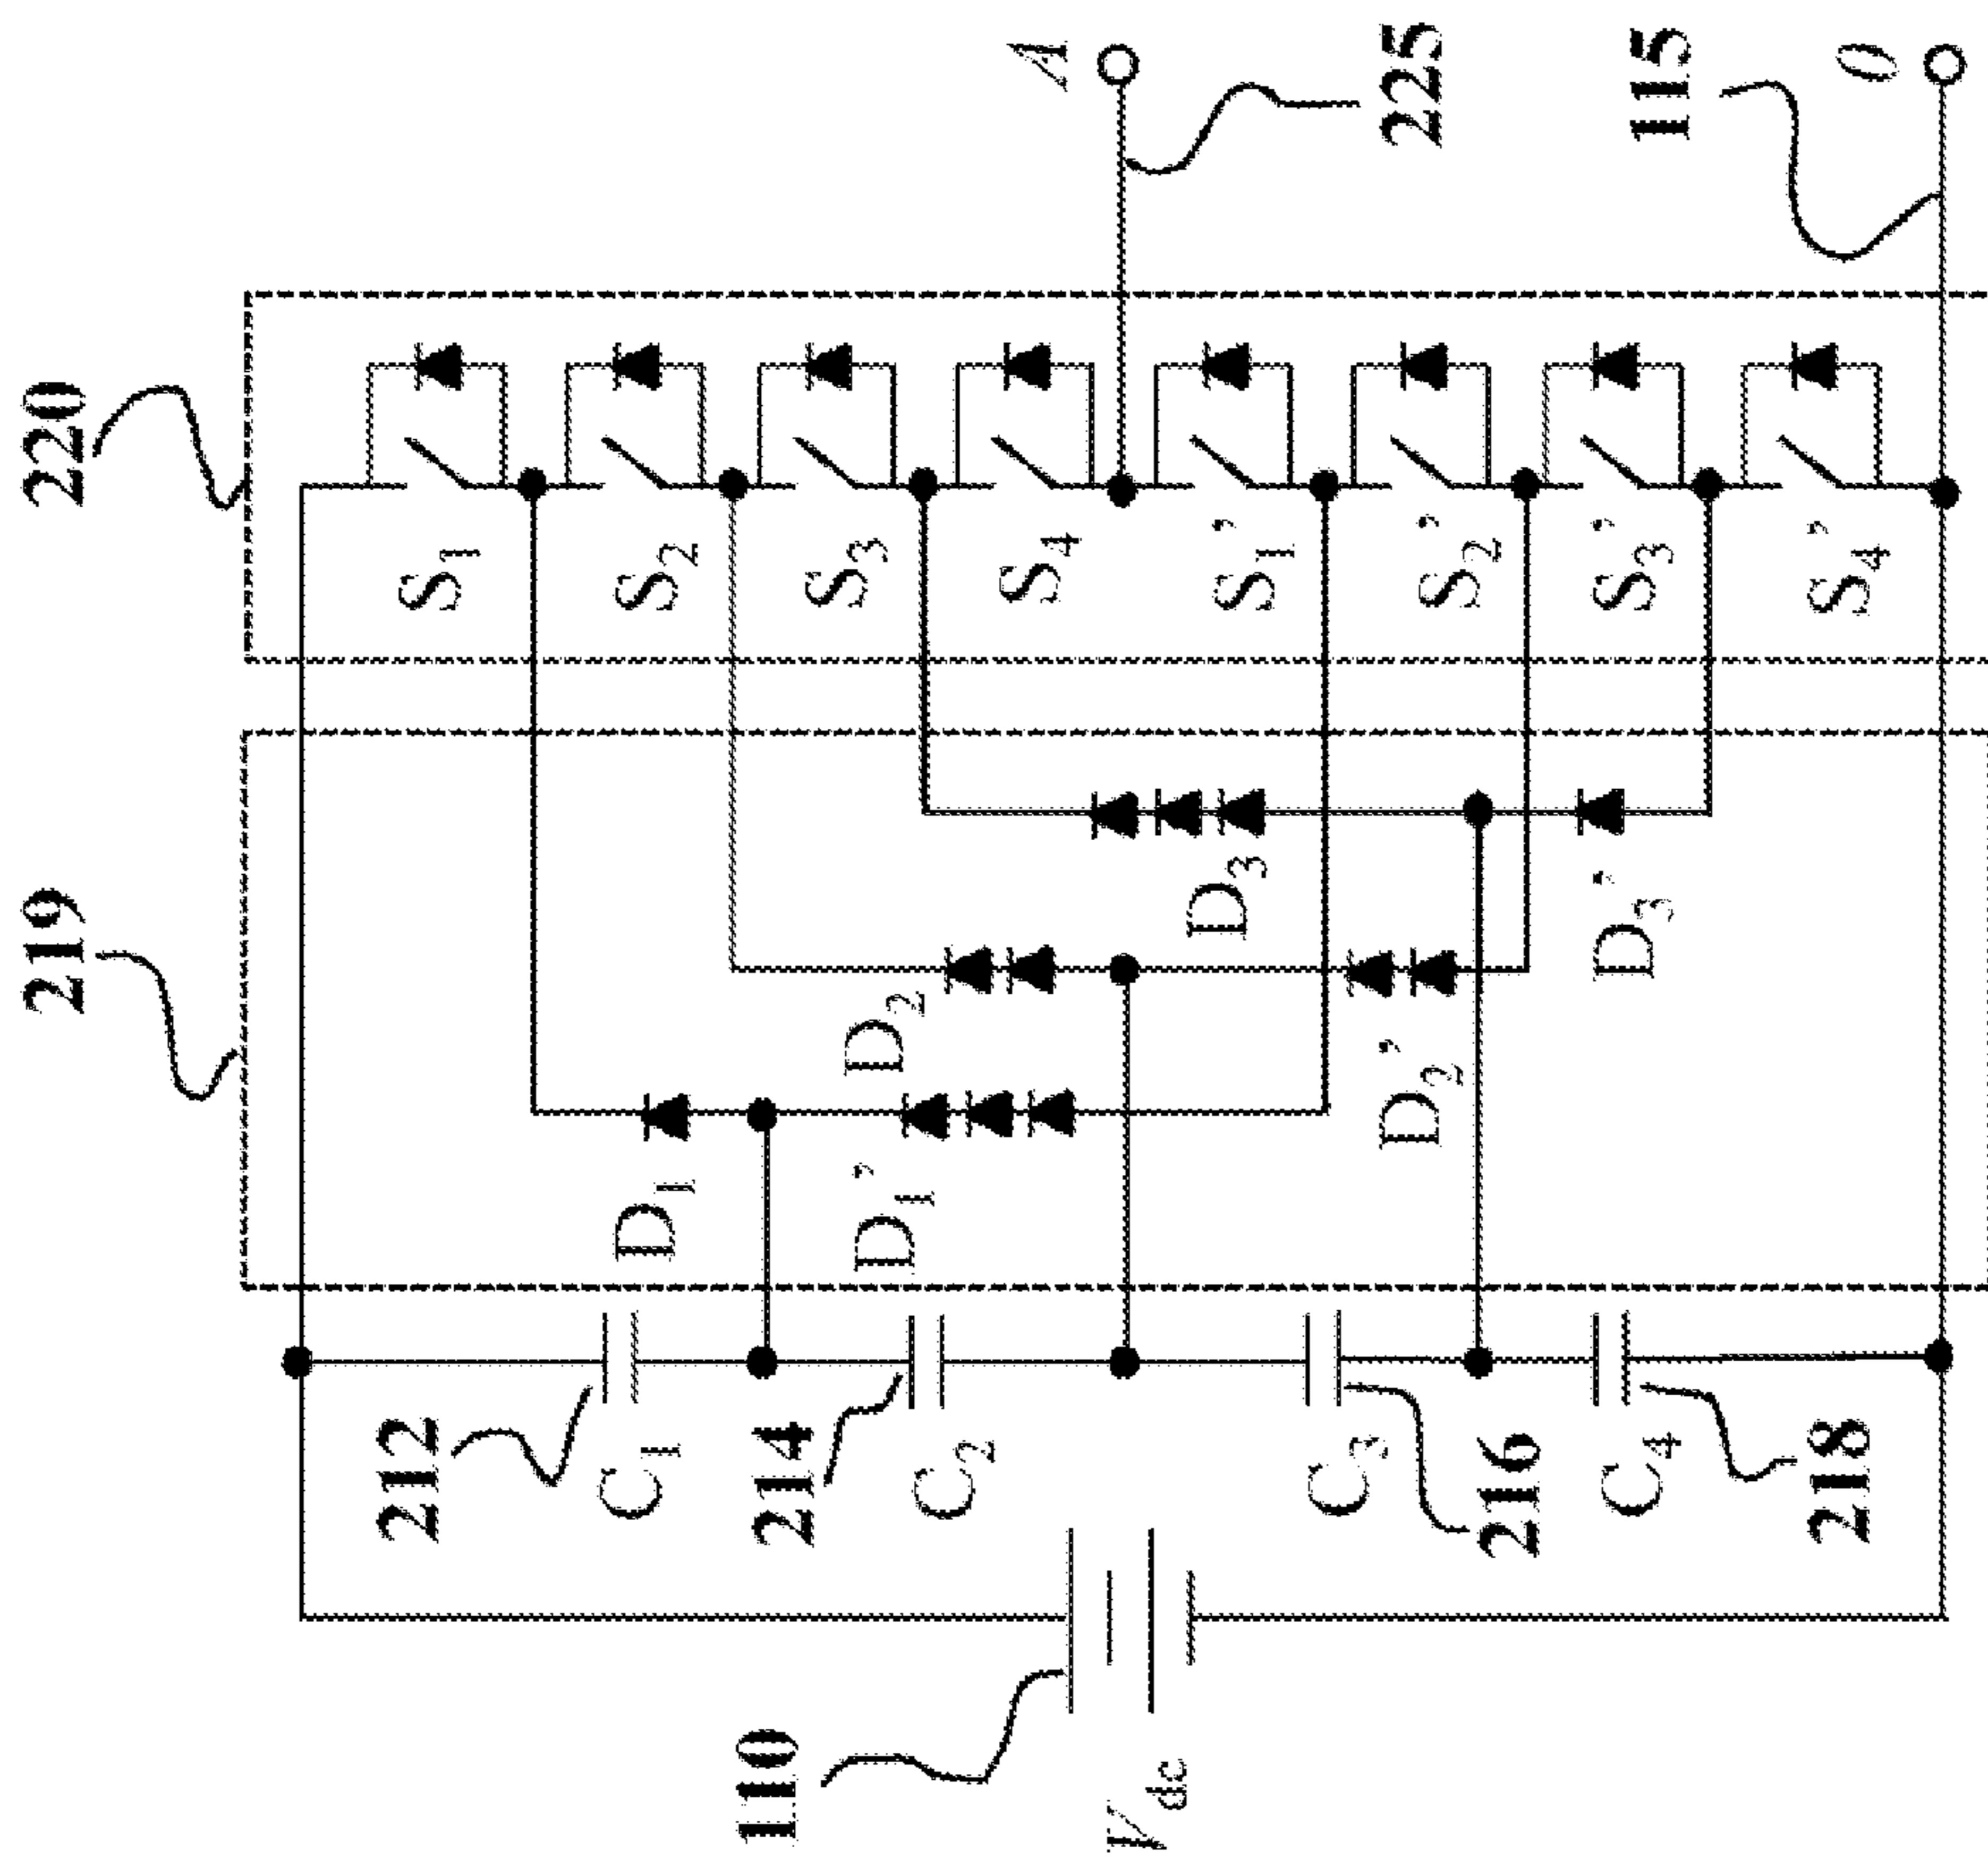 110
V dc
212
C1
214
C2
C3
216
C4
218
219
D1
D1'
D2
D2'
D3
D3'
220
S1
S2
S3
S4
S1'
S2'
S3'
S4'
A
225
115
0